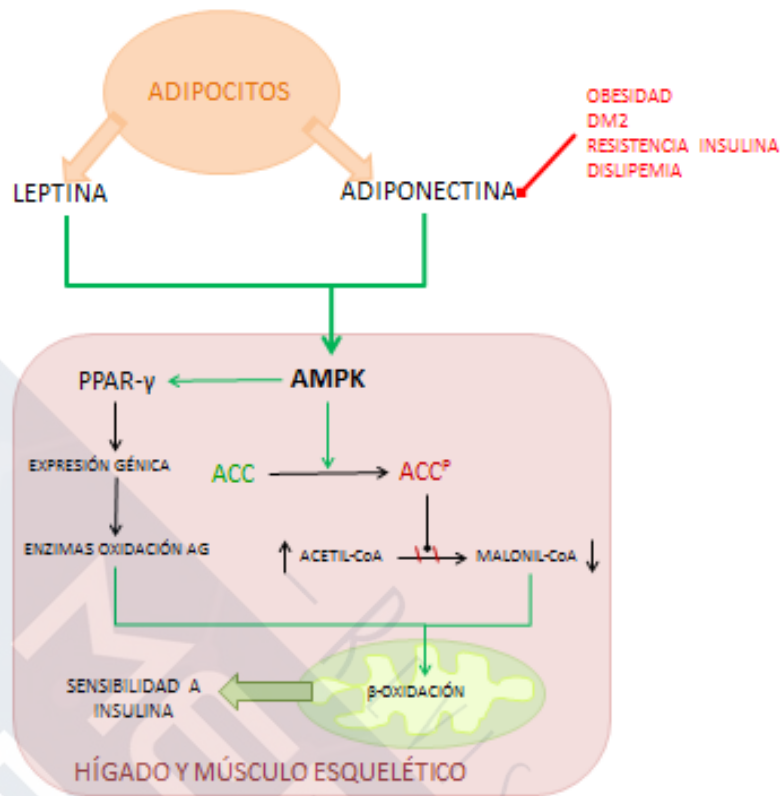 ADIPOCITOS
OBESIDAD
DM2
RESISTENCIA INSULINA
DISLIPEMIA
LEPTINA
ADIPONECTINA
PPAR-γ
AMPK
EXPRESIÓN GÉNICA
ACC
ACCᴾ
ENZIMAS OXIDACIÓN AG
ACETIL-CoA
MALONIL-CoA
SENSIBILIDAD A
INSULINA
β-OXIDACIÓN
HÍGADO Y MÚSCULO ESQUELÉTICO